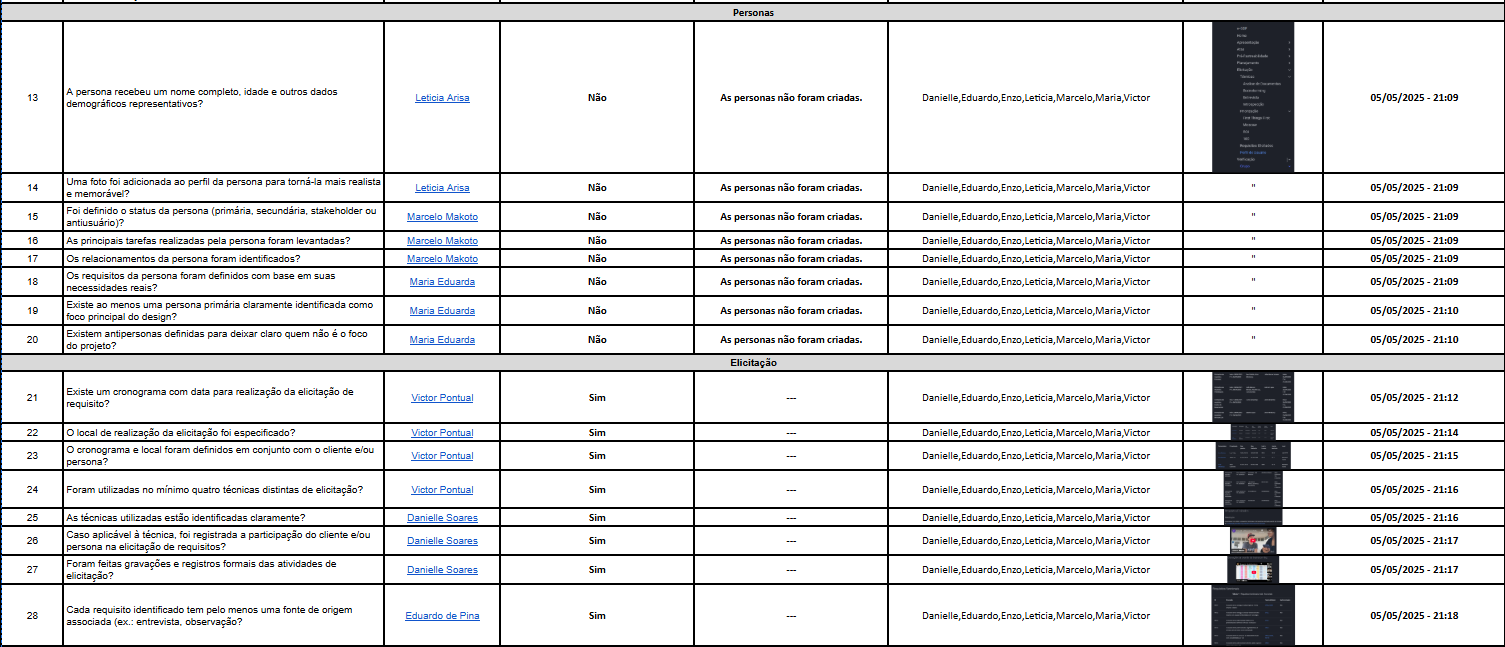 Personas
13 A persona recebeu um nome completo, idade e outros dados demográficos representativos? Leticia Arisa Não As personas não foram criadas. Danielle,Eduardo,Enzo,Leticia,Marcelo,Maria,Victor 05/05/2025 - 21:09
14 Uma foto foi adicionada ao perfil da persona para torná-la mais realista e memorável? Leticia Arisa Não As personas não foram criadas. Danielle,Eduardo,Enzo,Leticia,Marcelo,Maria,Victor " 05/05/2025 - 21:09
15 Foi definido o status da persona (primária, secundária, stakeholder ou antiusuário)? Marcelo Makoto Não As personas não foram criadas. Danielle,Eduardo,Enzo,Leticia,Marcelo,Maria,Victor " 05/05/2025 - 21:09
16 As principais tarefas realizadas pela persona foram levantadas? Marcelo Makoto Não As personas não foram criadas. Danielle,Eduardo,Enzo,Leticia,Marcelo,Maria,Victor " 05/05/2025 - 21:09
17 Os relacionamentos da persona foram identificados? Marcelo Makoto Não As personas não foram criadas. Danielle,Eduardo,Enzo,Leticia,Marcelo,Maria,Victor " 05/05/2025 - 21:09
18 Os requisitos da persona foram definidos com base em suas necessidades reais? Maria Eduarda Não As personas não foram criadas. Danielle,Eduardo,Enzo,Leticia,Marcelo,Maria,Victor " 05/05/2025 - 21:09
19 Existe ao menos uma persona primária claramente identificada como foco principal do design? Maria Eduarda Não As personas não foram criadas. Danielle,Eduardo,Enzo,Leticia,Marcelo,Maria,Victor " 05/05/2025 - 21:10
20 Existem antipersonas definidas para deixar claro quem não é o foco do projeto? Maria Eduarda Não As personas não foram criadas. Danielle,Eduardo,Enzo,Leticia,Marcelo,Maria,Victor " 05/05/2025 - 21:10
Elicitação
21 Existe um cronograma com data para realização da elicitação de requisito? Victor Pontual Sim --- Danielle,Eduardo,Enzo,Leticia,Marcelo,Maria,Victor 05/05/2025 - 21:12
22 O local de realização da elicitação foi especificado? Victor Pontual Sim --- Danielle,Eduardo,Enzo,Leticia,Marcelo,Maria,Victor 05/05/2025 - 21:14
23 O cronograma e local foram definidos em conjunto com o cliente e/ou persona? Victor Pontual Sim --- Danielle,Eduardo,Enzo,Leticia,Marcelo,Maria,Victor 05/05/2025 - 21:15
24 Foram utilizadas no mínimo quatro técnicas distintas de elicitação? Victor Pontual Sim --- Danielle,Eduardo,Enzo,Leticia,Marcelo,Maria,Victor 05/05/2025 - 21:16
25 As técnicas utilizadas estão identificadas claramente? Danielle Soares Sim --- Danielle,Eduardo,Enzo,Leticia,Marcelo,Maria,Victor 05/05/2025 - 21:16
26 Caso aplicável à técnica, foi registrada a participação do cliente e/ou persona na elicitação de requisitos? Danielle Soares Sim --- Danielle,Eduardo,Enzo,Leticia,Marcelo,Maria,Victor 05/05/2025 - 21:17
27 Foram feitas gravações e registros formais das atividades de elicitação? Danielle Soares Sim --- Danielle,Eduardo,Enzo,Leticia,Marcelo,Maria,Victor 05/05/2025 - 21:17
28 Cada requisito identificado tem pelo menos uma fonte de origem associada (ex.: entrevista, observação? Eduardo de Pina Sim --- Danielle,Eduardo,Enzo,Leticia,Marcelo,Maria,Victor 05/05/2025 - 21:18